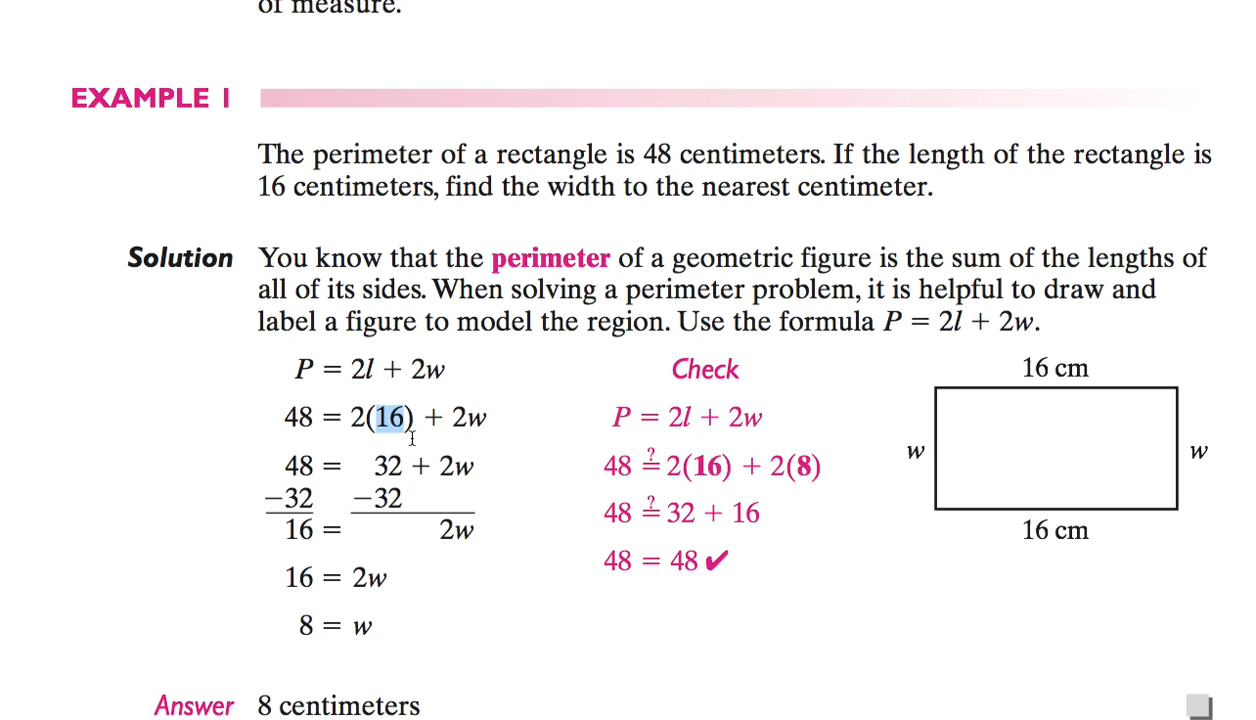 of measure.
EXAMPLE 1
The perimeter of a rectangle is 48 centimeters. If the length of the rectangle is
16 centimeters, find the width to the nearest centimeter.
Solution You know that the perimeter of a geometric figure is the sum of the lengths of
all of its sides. When solving a perimeter problem, it is helpful to draw and
label a figure to model the region. Use the formula P = 2l + 2w.
P = 2l + 2w
48 = 2(16) + 2w
48 = 32 + 2w
−32 −32
16 = 2w
16 = 2w
8 = w
Check
P = 2l + 2w
48 ≟ 2(16) + 2(8)
48 ≟ 32 + 16
48 = 48 ✔
16 cm
w w
16 cm
Answer 8 centimeters